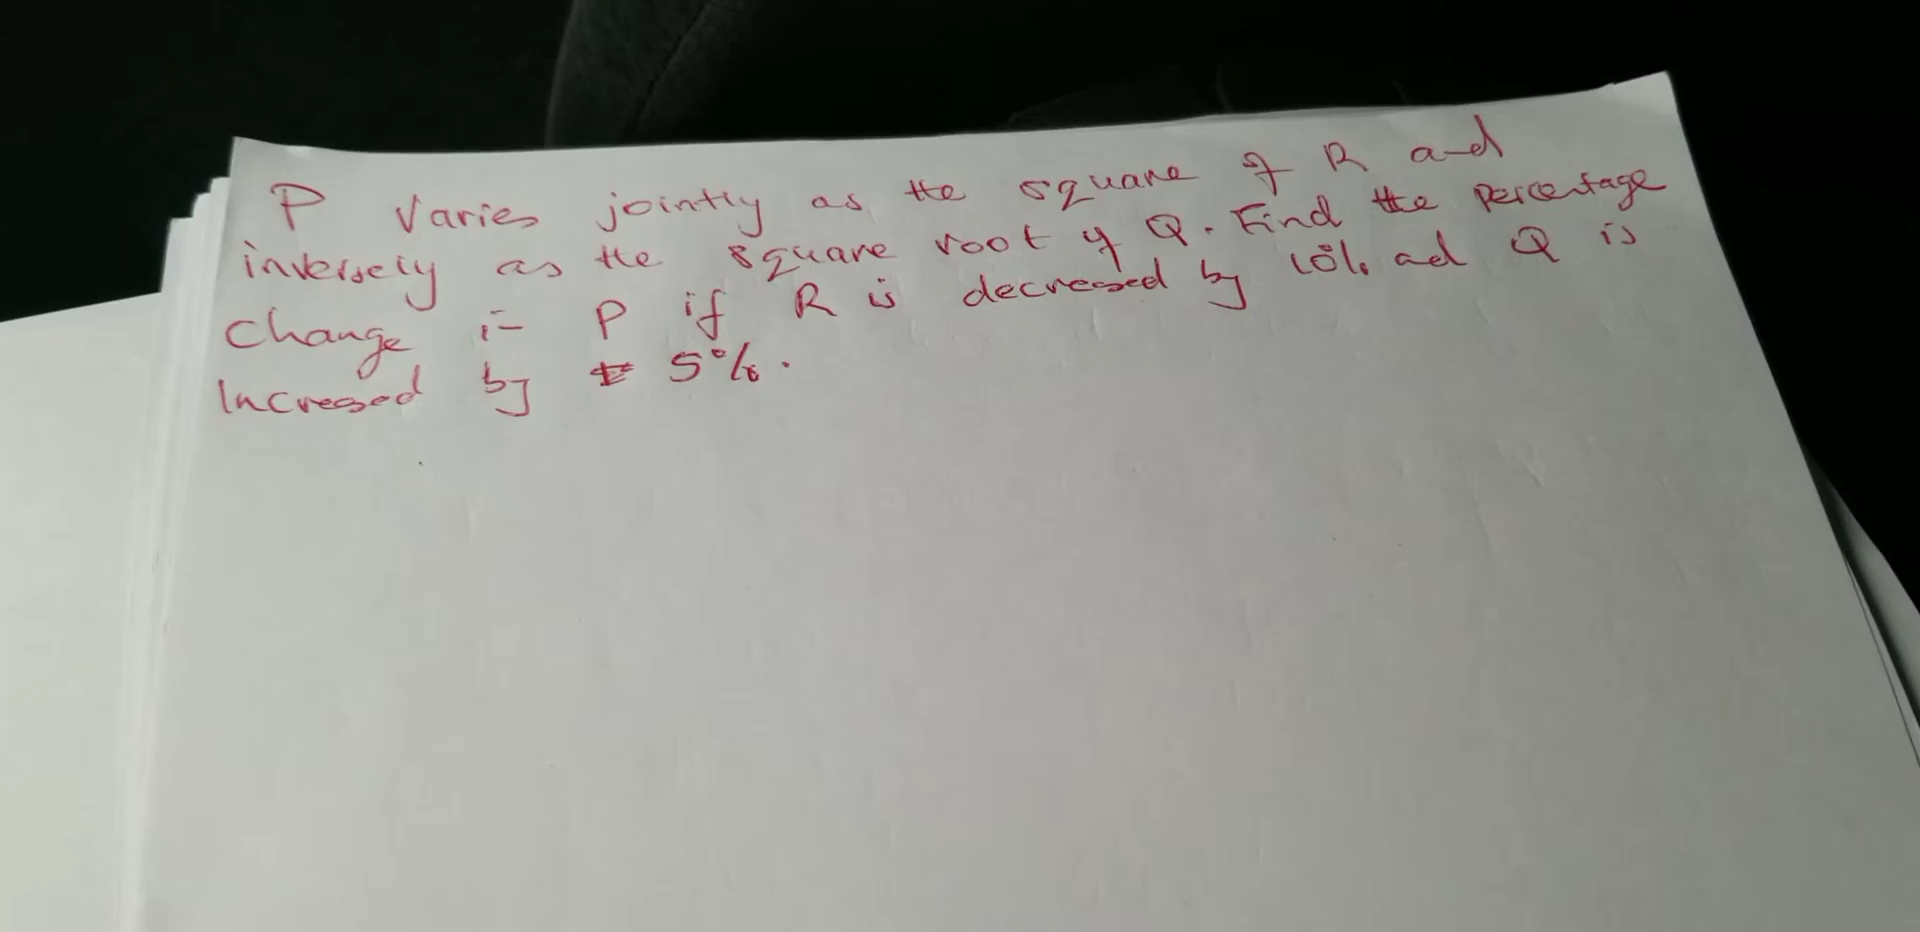 P varies jointly as the square of R and
inversely as the square root of Q. Find the percentage
change in P if R is decreased by 10% ad Q is
Increased by 5%.